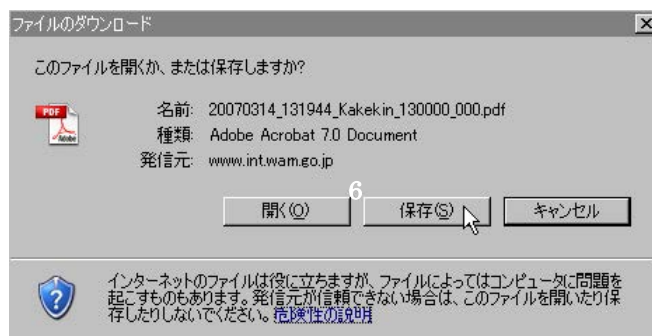 ファイルのダウンロード
このファイルを開くか、または保存しますか?
PDF
Adobe
名前: 20070314_131944_Kakekin_130000_000.pdf
種類: Adobe Acrobat 7.0 Document
発信元: www.int.wam.go.jp
6
開く(O) 保存(S) キャンセル
インターネットのファイルは役に立ちますが、ファイルによってはコンピュータに問題を
起こすものもあります。発信元が信頼できない場合は、このファイルを開いたり保
存したりしないでください。危険性の説明